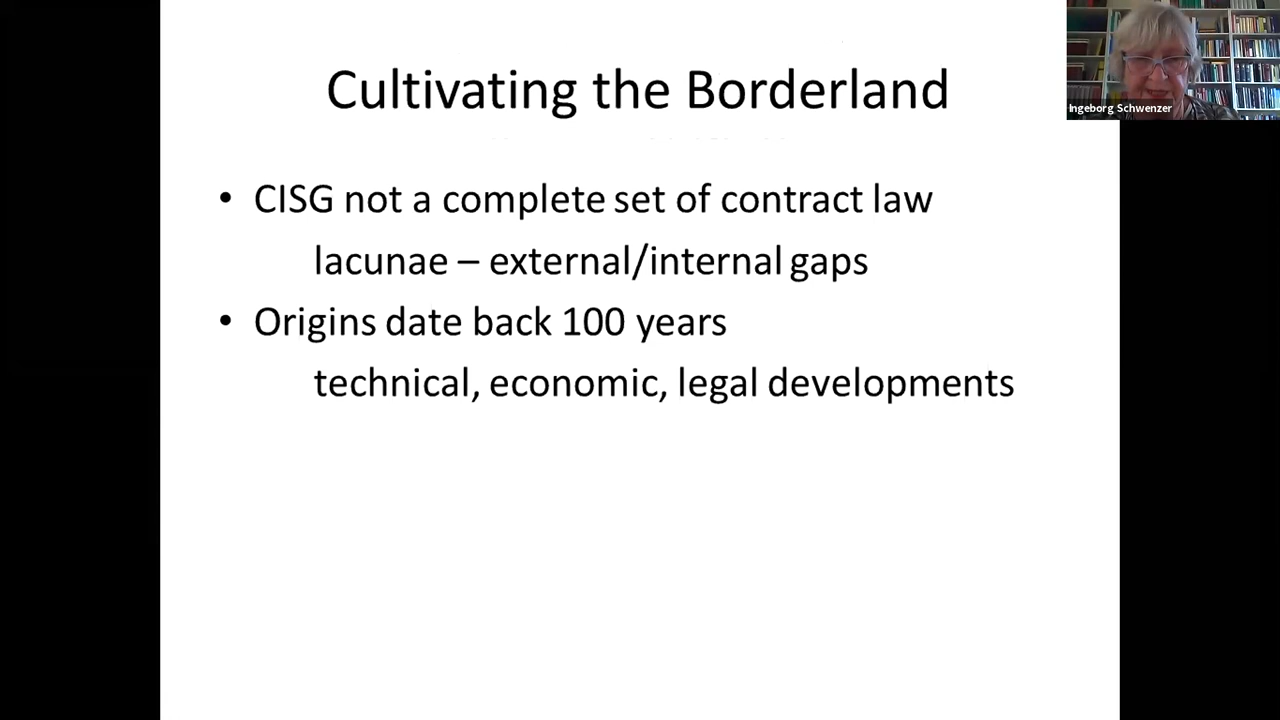 Cultivating the Borderland
Ingeborg Schwenzer
• CISG not a complete set of contract law
lacunae – external/internal gaps
• Origins date back 100 years
technical, economic, legal developments